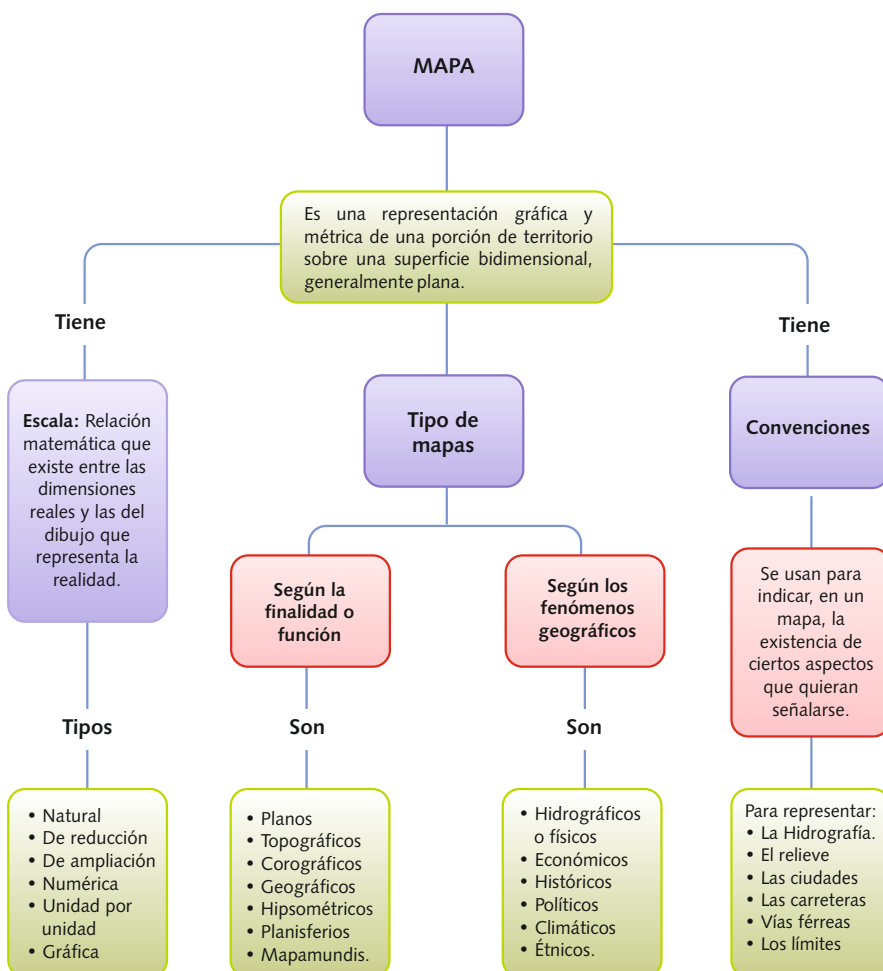 MAPA
Es una representación gráfica y
métrica de una porción de territorio
sobre una superficie bidimensional,
generalmente plana.
Tiene
Escala: Relación
matemática que
existe entre las
dimensiones
reales y las del
dibujo que
representa la
realidad.
Tipos
• Natural
• De reducción
• De ampliación
• Numérica
• Unidad por
unidad
• Gráfica
Tipo de
mapas
Según la
finalidad o
función
Son
• Planos
• Topográficos
• Corográficos
• Geográficos
• Hipsométricos
• Planisferios
• Mapamundis.
Según los
fenómenos
geográficos
Son
• Hidrográficos
o físicos
• Económicos
• Históricos
• Políticos
• Climáticos
• Étnicos.
Tiene
Convenciones
Se usan para
indicar, en un
mapa, la
existencia de
ciertos aspectos
que quieran
señalarse.
Para representar:
• La Hidrografía.
• El relieve
• Las ciudades
• Las carreteras
• Vías férreas
• Los límites